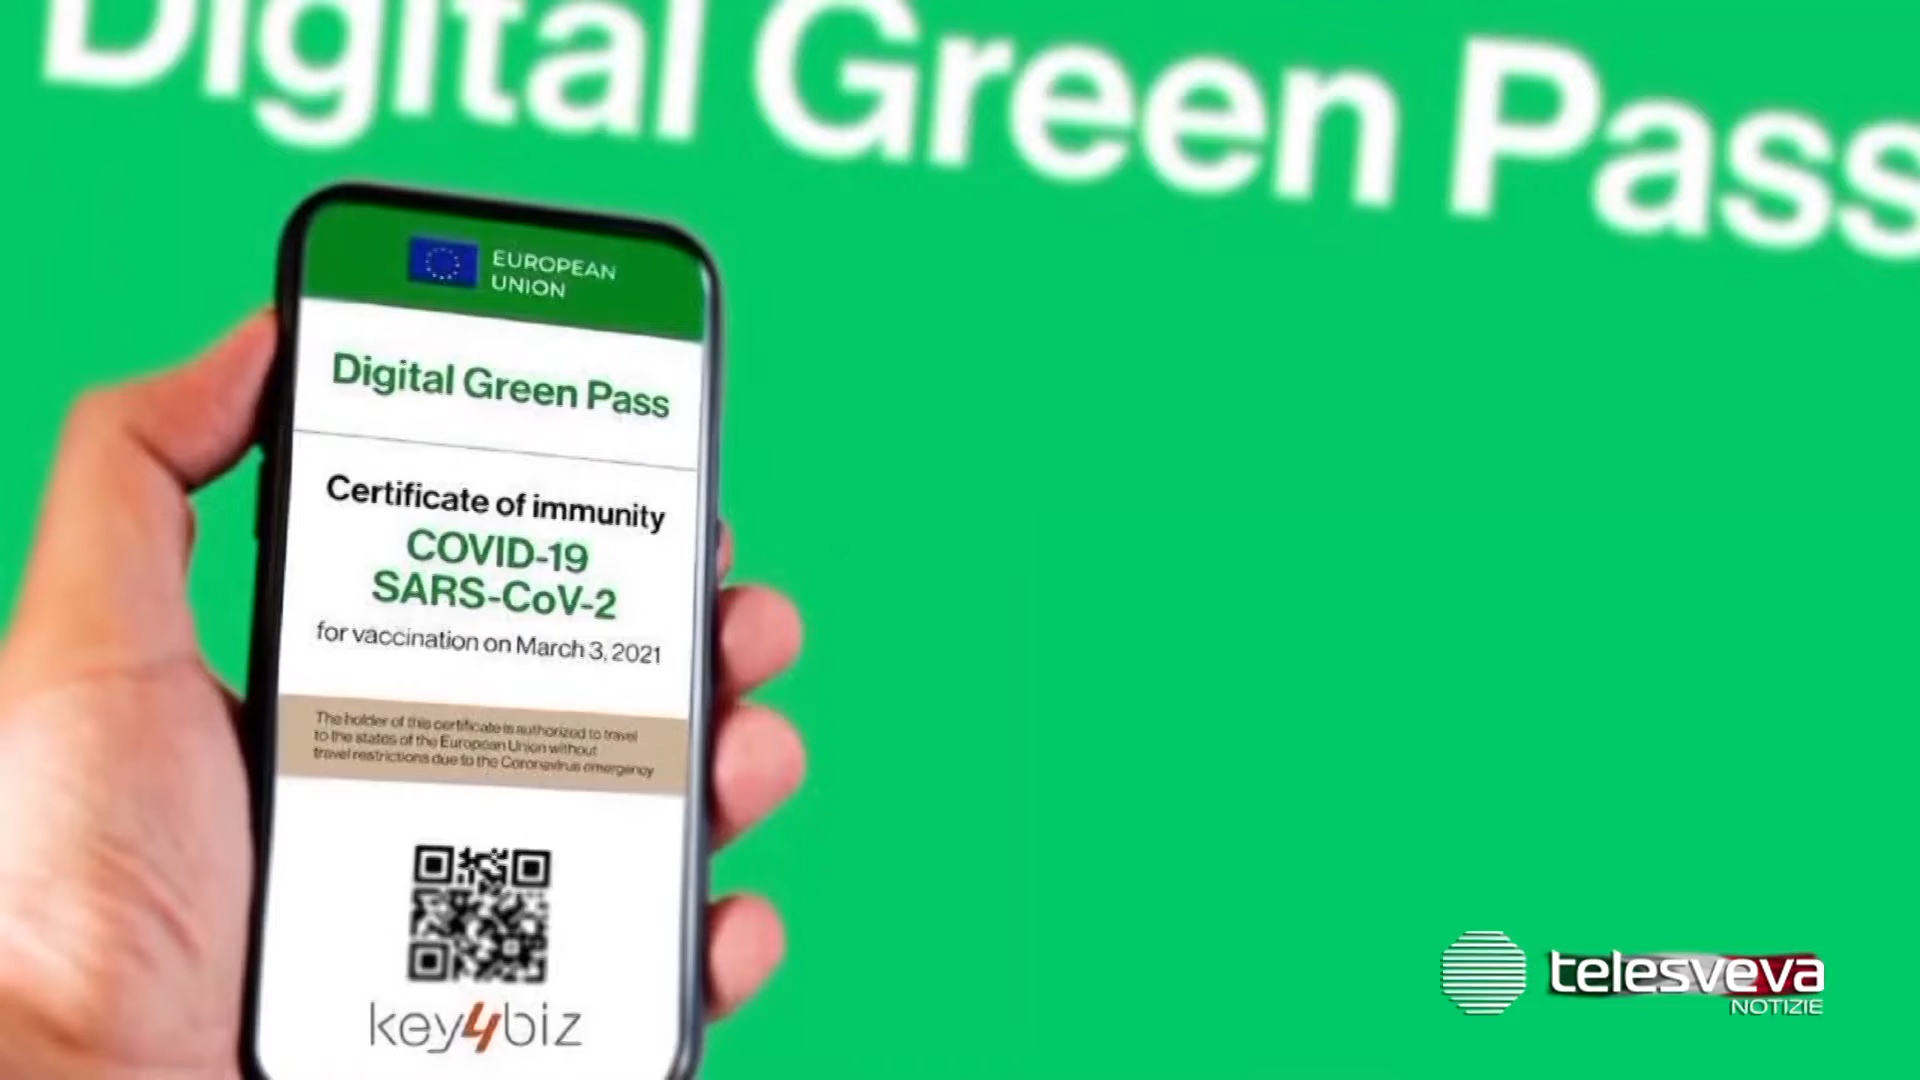 Digital Green Pass
EUROPEAN
UNION
Digital Green Pass
Certificate of immunity
COVID-19
SARS-CoV-2
for vaccination on March 3, 2021
The holder of this certificate is authorized to travel
to the states of the European Union without
travel restrictions due to the Coronavirus emergency
key4biz
telesveva
NOTIZIE